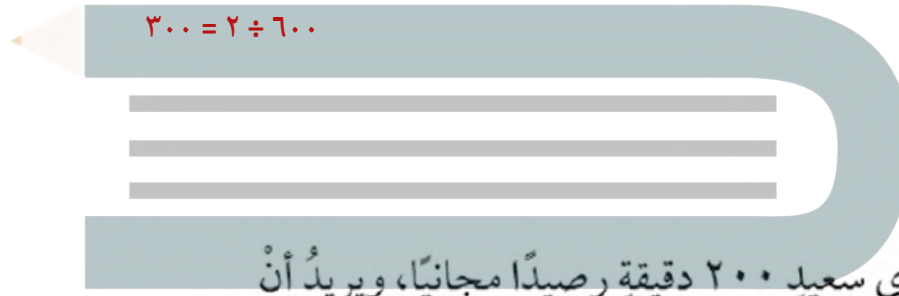 ٦٠٠ ÷ ٢ = ٣٠٠
سعيدٍ ٢٠٠ دقيقةٍ رصيدًا مجانيًا، ويريدُ أنْ